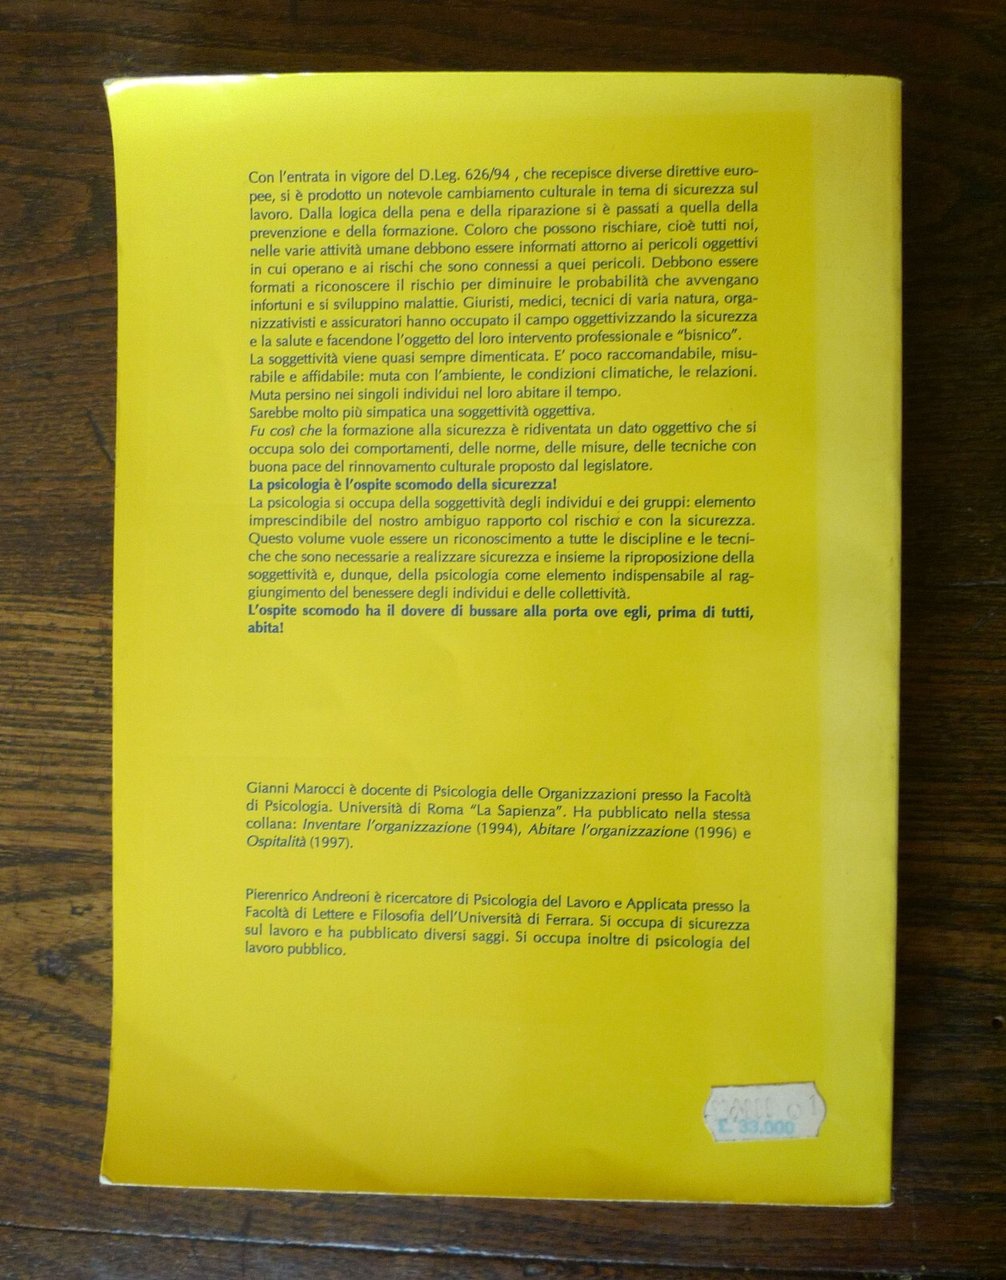 Con l'entrata in vigore del D.Leg. 626/94 , che recepisce diverse direttive euro-
pee, si è prodotto un notevole cambiamento culturale in tema di sicurezza sul
lavoro. Dalla logica della pena e della riparazione si è passati a quella della
prevenzione e della formazione. Coloro che possono rischiare, cioè tutti noi,
nelle varie attività umane debbono essere informati attorno ai pericoli oggettivi
in cui operano e ai rischi che sono connessi a quei pericoli. Debbono essere
formati a riconoscere il rischio per diminuire le probabilità che avvengano
infortuni e si sviluppino malattie. Giuristi, medici, tecnici di varia natura, orga-
nizzativisti e assicuratori hanno occupato il campo oggettivizzando la sicurezza
e la salute e facendone l'oggetto del loro intervento professionale e "bisnico".
La soggettività viene quasi sempre dimenticata. E' poco raccomandabile, misu-
rabile e affidabile: muta con l'ambiente, le condizioni climatiche, le relazioni.
Muta persino nei singoli individui nel loro abitare il tempo.
Sarebbe molto più simpatica una soggettività oggettiva.
Fu così che la formazione alla sicurezza è ridiventata un dato oggettivo che si
occupa solo dei comportamenti, delle norme, delle misure, delle tecniche con
buona pace del rinnovamento culturale proposto dal legislatore.
La psicologia è l'ospite scomodo della sicurezza!
La psicologia si occupa della soggettività degli individui e dei gruppi: elemento
imprescindibile del nostro ambiguo rapporto col rischio e con la sicurezza.
Questo volume vuole essere un riconoscimento a tutte le discipline e le tecni-
che che sono necessarie a realizzare sicurezza e insieme la riproposizione della
soggettività e, dunque, della psicologia come elemento indispensabile al rag-
giungimento del benessere degli individui e delle collettività.
L'ospite scomodo ha il dovere di bussare alla porta ove egli, prima di tutti,
abita!
Gianni Marocci è docente di Psicologia delle Organizzazioni presso la Facoltà
di Psicologia. Università di Roma "La Sapienza". Ha pubblicato nella stessa
collana: Inventare l'organizzazione (1994), Abitare l'organizzazione (1996) e
Ospitalità (1997).
Pierenrico Andreoni è ricercatore di Psicologia del Lavoro e Applicata presso la
Facoltà di Lettere e Filosofia dell'Università di Ferrara. Si occupa di sicurezza
sul lavoro e ha pubblicato diversi saggi. Si occupa inoltre di psicologia del
lavoro pubblico.
£. 33.000